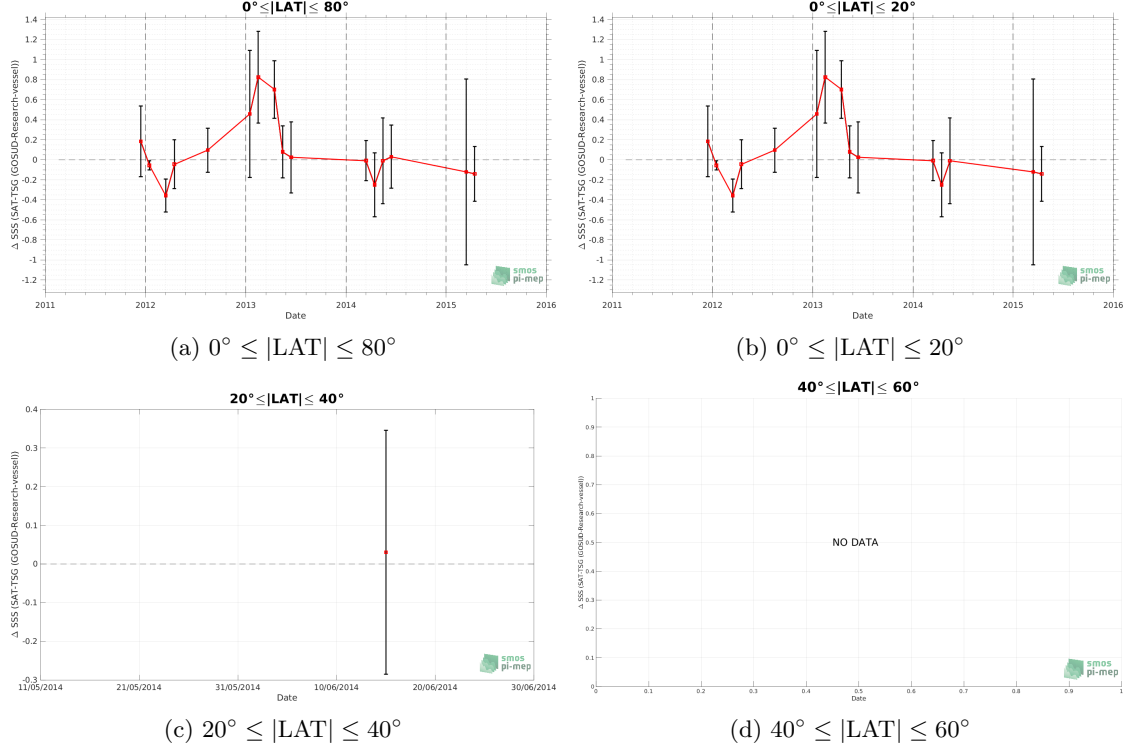 0°≤|LAT|≤ 80°
1.4
1.2
1
0.8
0.6
0.4
0.2
0
-0.2
-0.4
-0.6
-0.8
-1
-1.2
Δ SSS (SAT-TSG (GOSUD-Research-vessel))
2011 2012 2013 2014 2015 2016
Date
smos
pi-mep
(a) 0° ≤ |LAT| ≤ 80°
0°≤|LAT|≤ 20°
1.4
1.2
1
0.8
0.6
0.4
0.2
0
-0.2
-0.4
-0.6
-0.8
-1
-1.2
Δ SSS (SAT-TSG (GOSUD-Research-vessel))
2011 2012 2013 2014 2015 2016
Date
smos
pi-mep
(b) 0° ≤ |LAT| ≤ 20°
20°≤|LAT|≤ 40°
0.4
0.3
0.2
0.1
0
-0.1
-0.2
-0.3
Δ SSS (SAT-TSG (GOSUD-Research-vessel))
11/05/2014 21/05/2014 31/05/2014 10/06/2014 20/06/2014 30/06/2014
Date
smos
pi-mep
(c) 20° ≤ |LAT| ≤ 40°
40°≤|LAT|≤ 60°
1
0.9
0.8
0.7
0.6
0.5
0.4
0.3
0.2
0.1
0
Δ SSS (SAT-TSG (GOSUD-Research-vessel))
NO DATA
0 0.1 0.2 0.3 0.4 0.5 0.6 0.7 0.8 0.9 1
Date
smos
pi-mep
(d) 40° ≤ |LAT| ≤ 60°